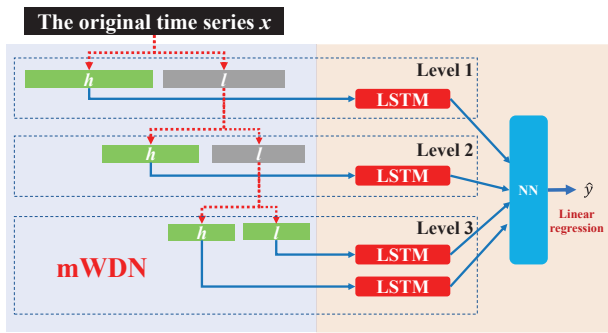 The original time series x
Level 1
h
l
LSTM
Level 2
h
l
LSTM
NN
ŷ
Linear
regression
Level 3
h
l
mWDN
LSTM
LSTM